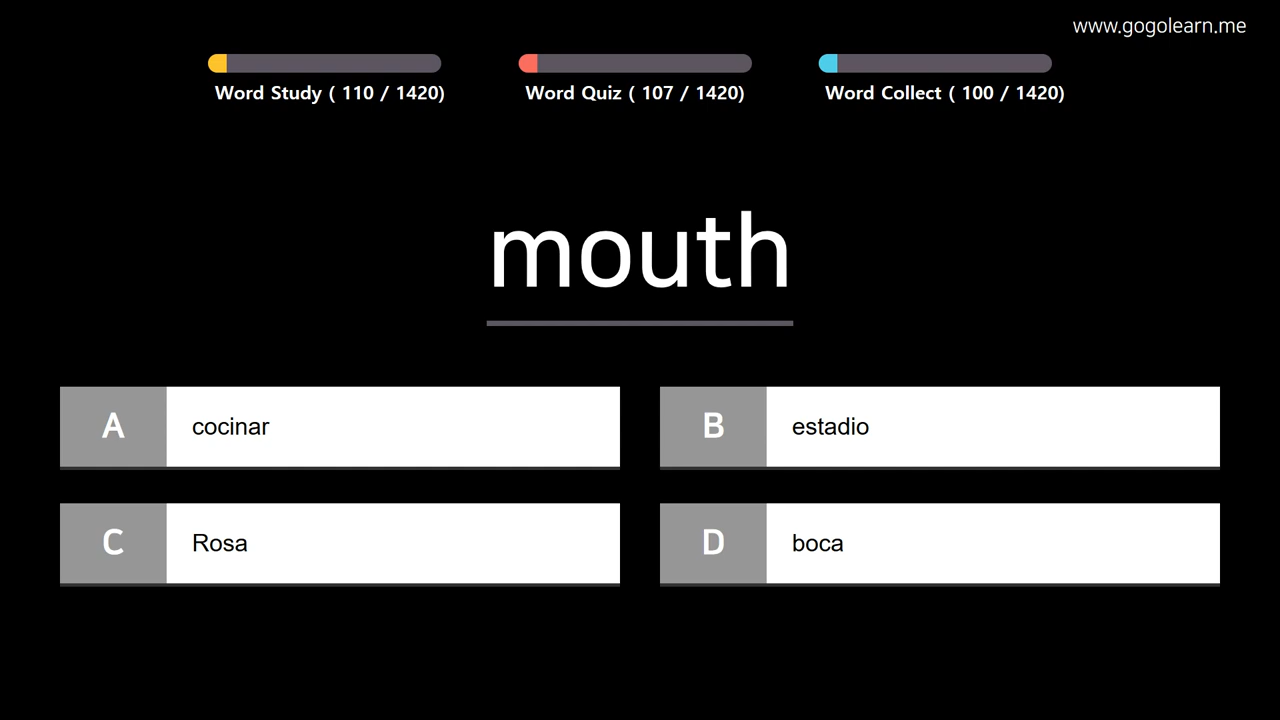 www.gogolearn.me
Word Study ( 110 / 1420)
Word Quiz ( 107 / 1420)
Word Collect ( 100 / 1420)
mouth
A cocinar
B estadio
C Rosa
D boca